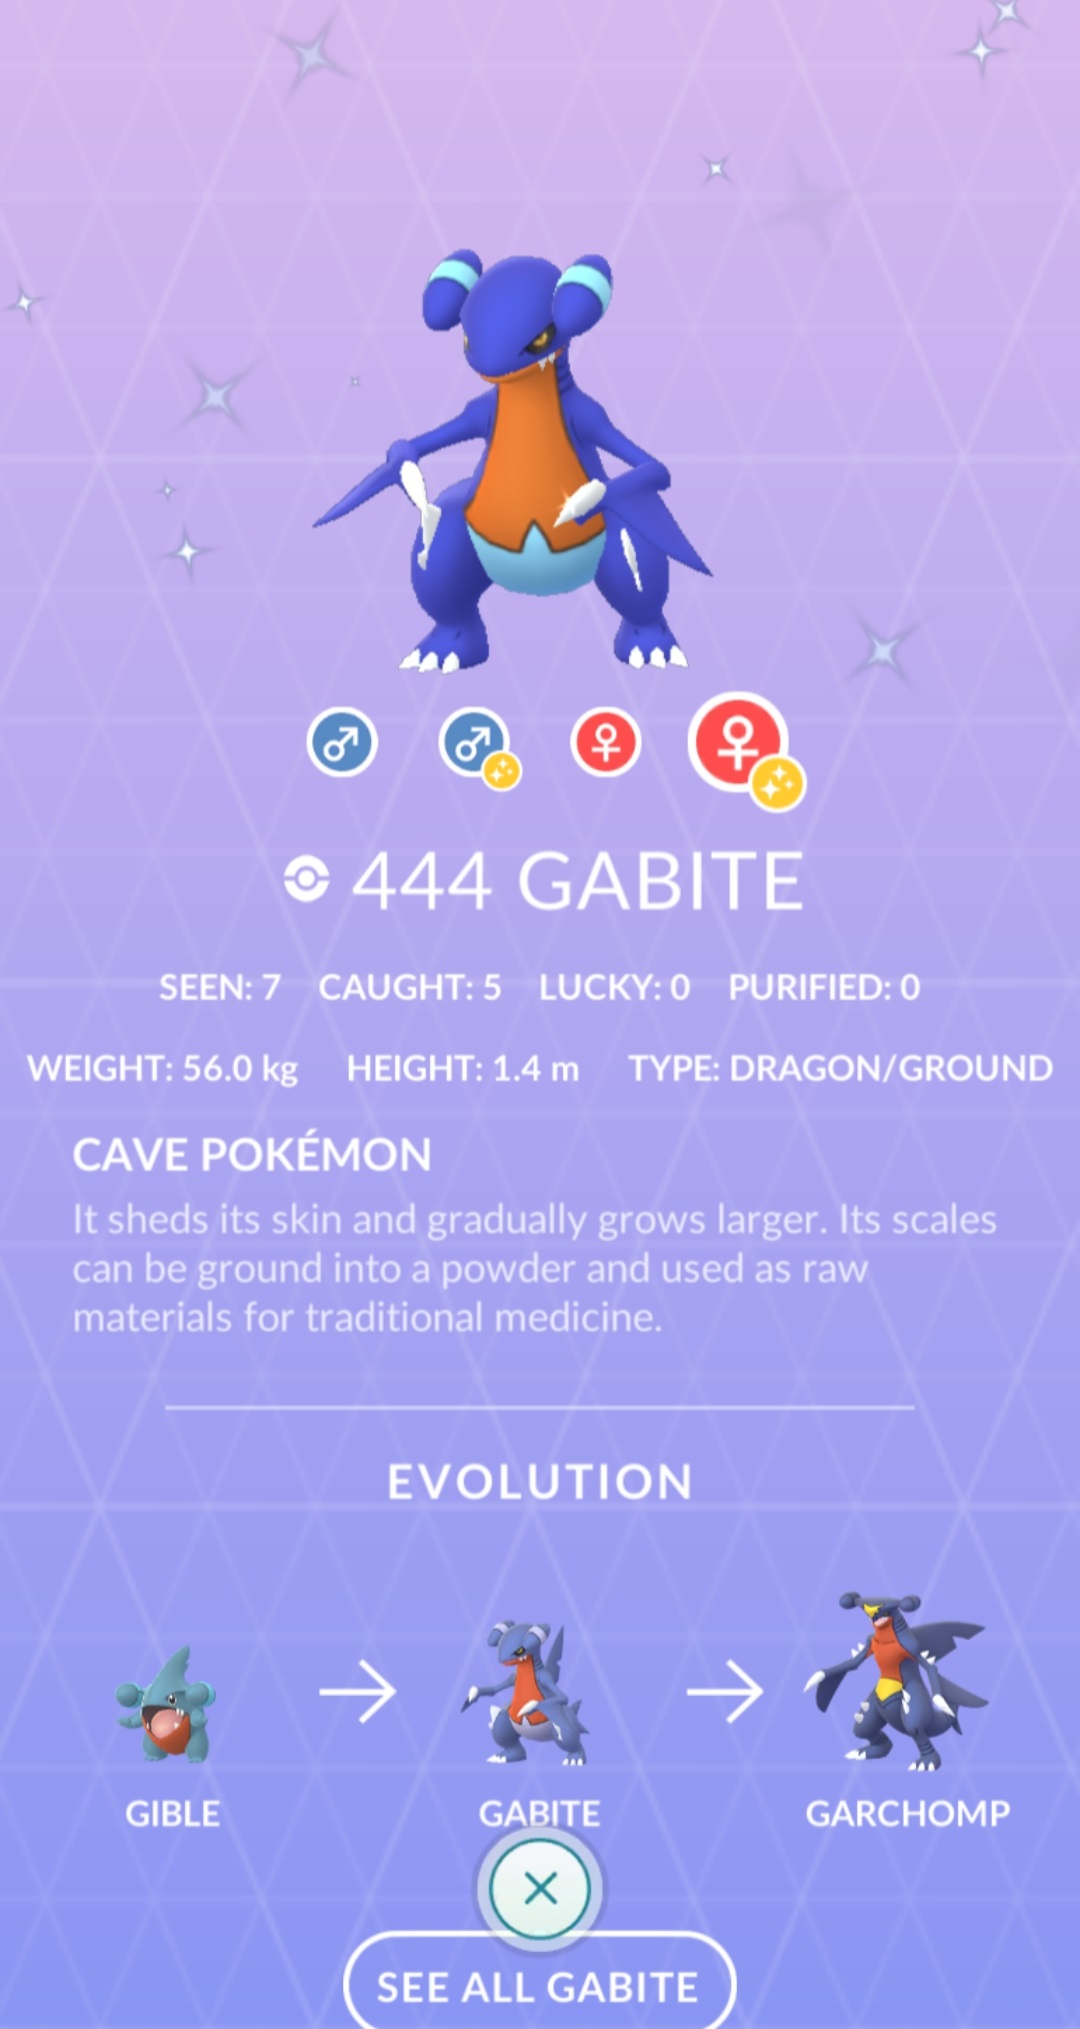 444 GABITE
SEEN: 7 CAUGHT: 5 LUCKY: 0 PURIFIED: 0
WEIGHT: 56.0 kg HEIGHT: 1.4 m TYPE: DRAGON/GROUND
CAVE POKÉMON
It sheds its skin and gradually grows larger. Its scales
can be ground into a powder and used as raw
materials for traditional medicine.
EVOLUTION
GIBLE GABITE GARCHOMP
SEE ALL GABITE